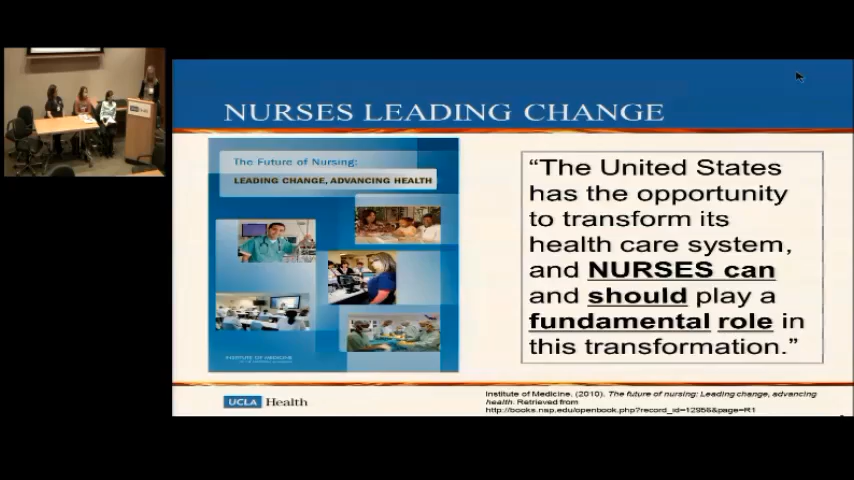 NURSES LEADING CHANGE
The Future of Nursing:
LEADING CHANGE, ADVANCING HEALTH
INSTITUTE OF MEDICINE
“The United States
has the opportunity
to transform its
health care system,
and NURSES can
and should play a
fundamental role in
this transformation.”
UCLA Health
Institute of Medicine. (2010). The future of nursing: Leading change, advancing
health. Retrieved from
http://books.nap.edu/openbook.php?record_id=12956&page=R1